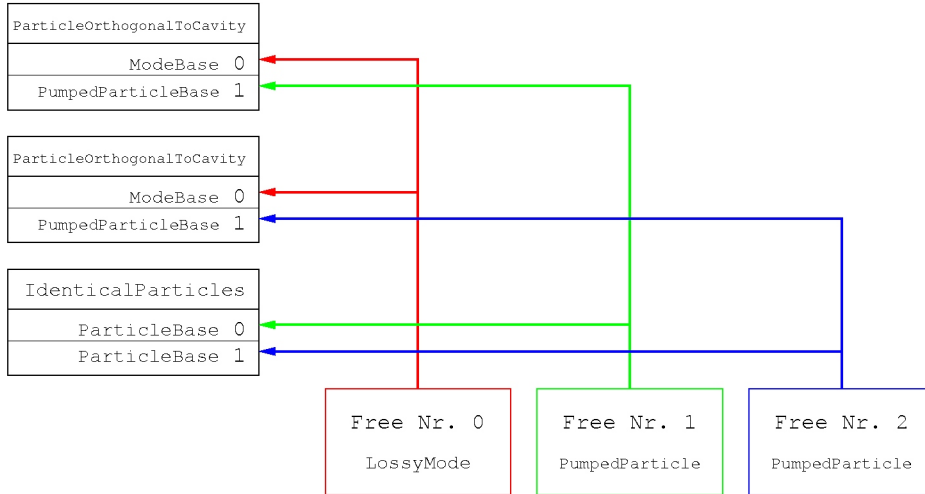 ParticleOrthogonalToCavity
ModeBase 0
PumpedParticleBase 1
ParticleOrthogonalToCavity
ModeBase 0
PumpedParticleBase 1
IdenticalParticles
ParticleBase 0
ParticleBase 1
Free Nr. 0
LossyMode
Free Nr. 1
PumpedParticle
Free Nr. 2
PumpedParticle